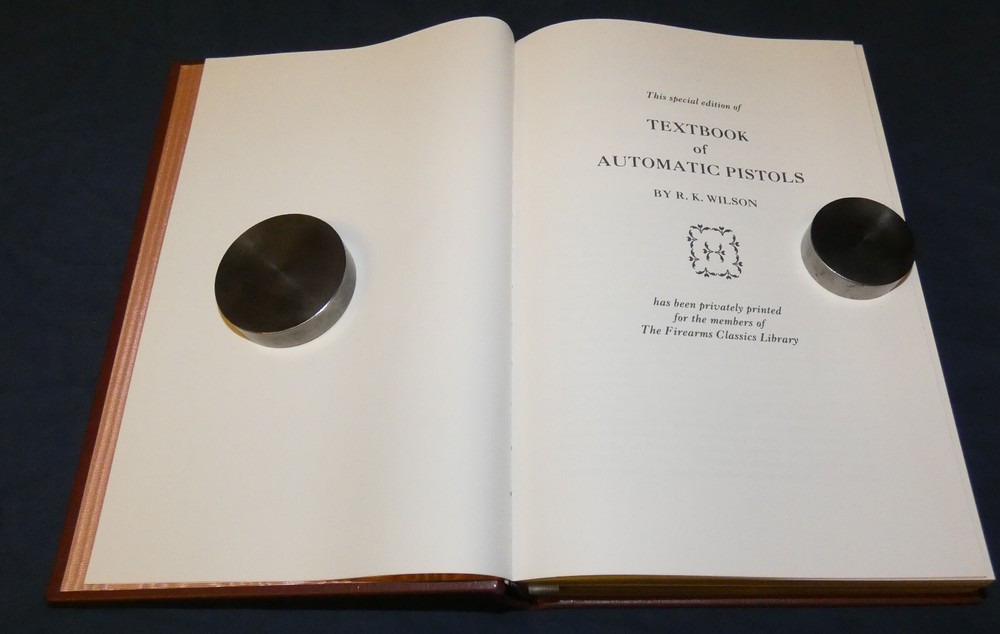 This special edition of
TEXTBOOK
of
AUTOMATIC PISTOLS
BY R. K. WILSON
H
has been privately printed
for the members of
The Firearms Classics Library